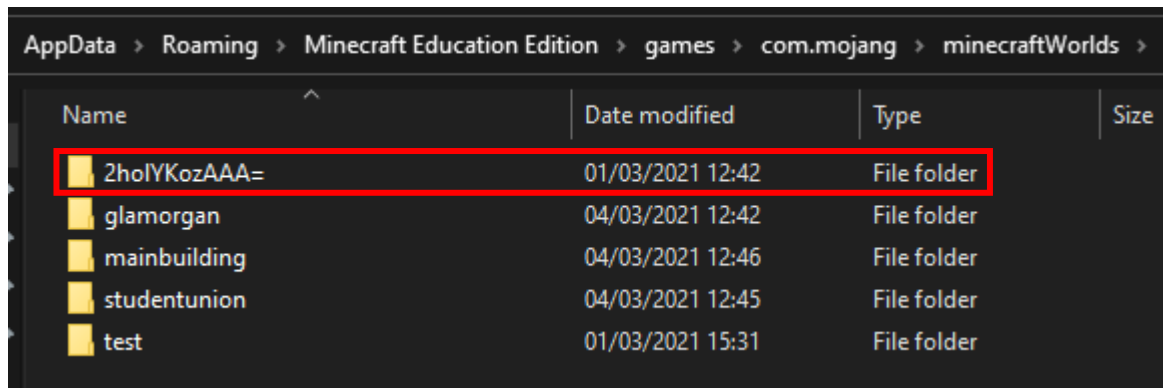 AppData > Roaming > Minecraft Education Edition > games > com.mojang > minecraftWorlds >
Name Date modified Type Size
2holYKozAAA= 01/03/2021 12:42 File folder
glamorgan 04/03/2021 12:42 File folder
mainbuilding 04/03/2021 12:46 File folder
studentunion 04/03/2021 12:45 File folder
test 01/03/2021 15:31 File folder